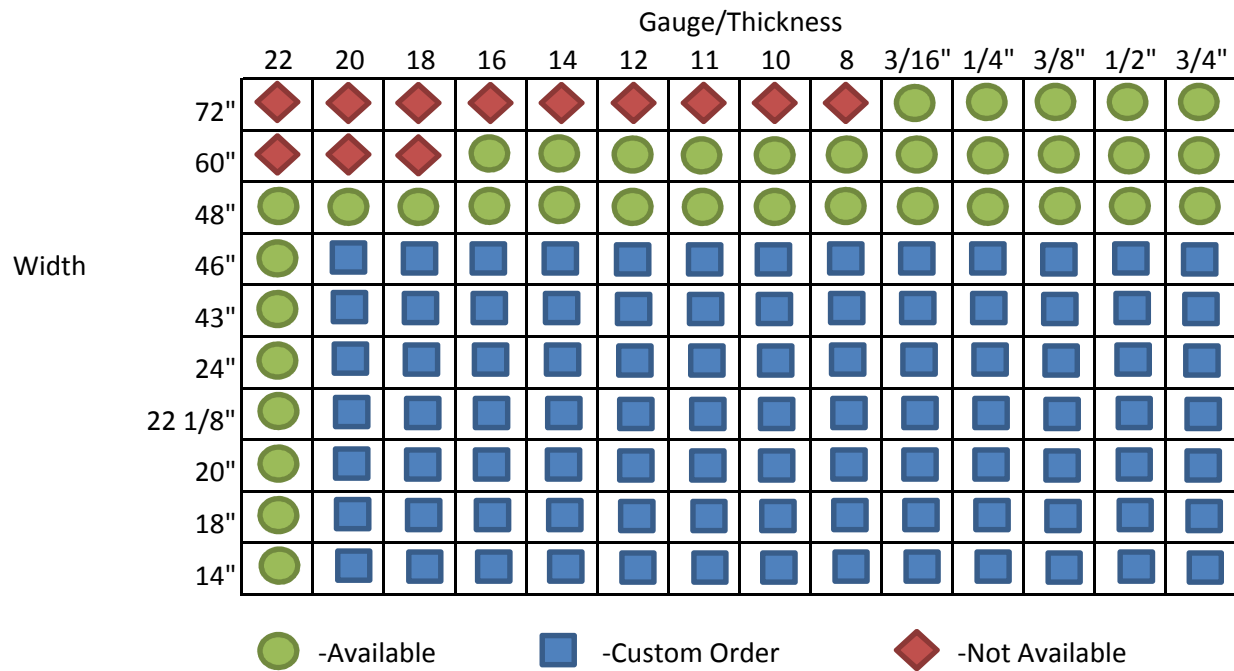 Gauge/Thickness
22 20 18 16 14 12 11 10 8 3/16" 1/4" 3/8" 1/2" 3/4"
72"
60"
48"
Width 46"
43"
24"
22 1/8"
20"
18"
14"
-Available -Custom Order -Not Available